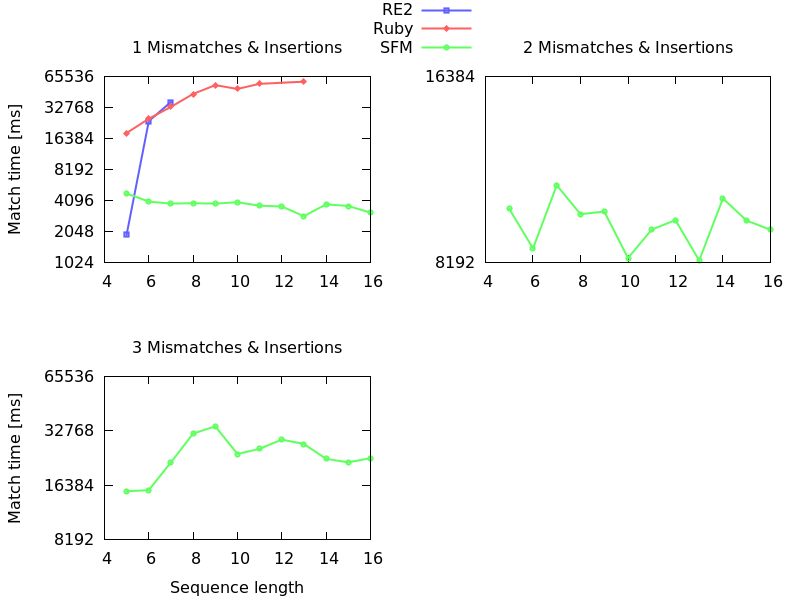 RE2
Ruby
SFM
1 Mismatches & Insertions
65536
32768
16384
8192
4096
2048
1024
4 6 8 10 12 14 16
Match time [ms]
2 Mismatches & Insertions
16384
8192
4 6 8 10 12 14 16
3 Mismatches & Insertions
65536
32768
16384
8192
4 6 8 10 12 14 16
Match time [ms]
Sequence length